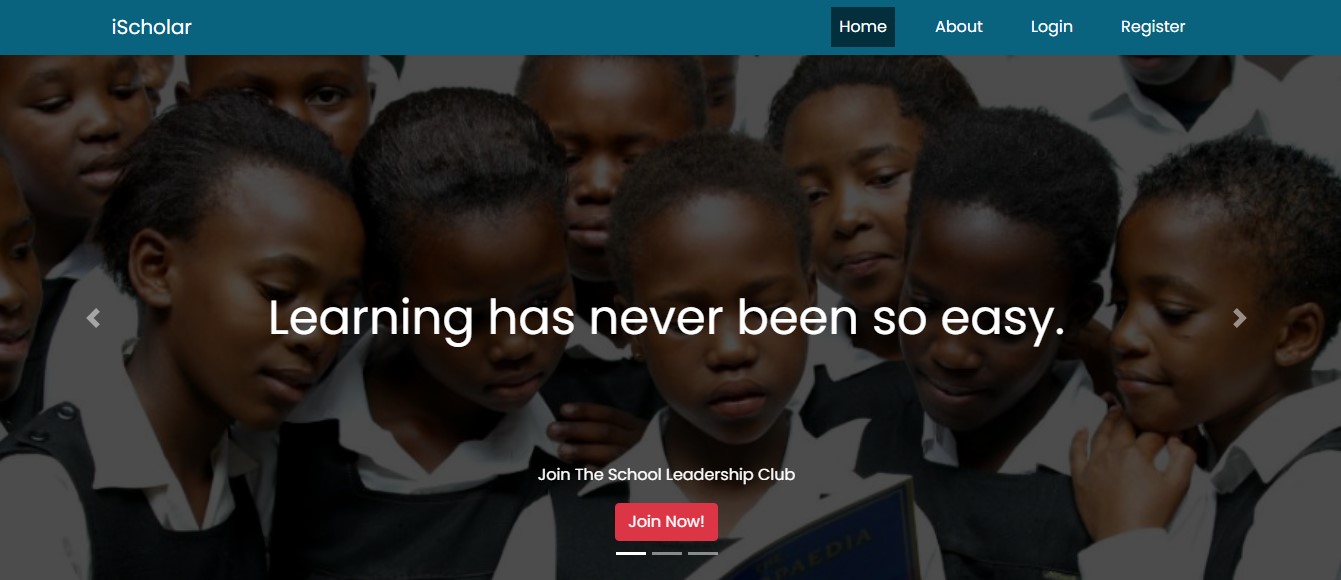 iScholar
Home
About
Login
Register
Learning has never been so easy.
Join The School Leadership Club
Join Now!